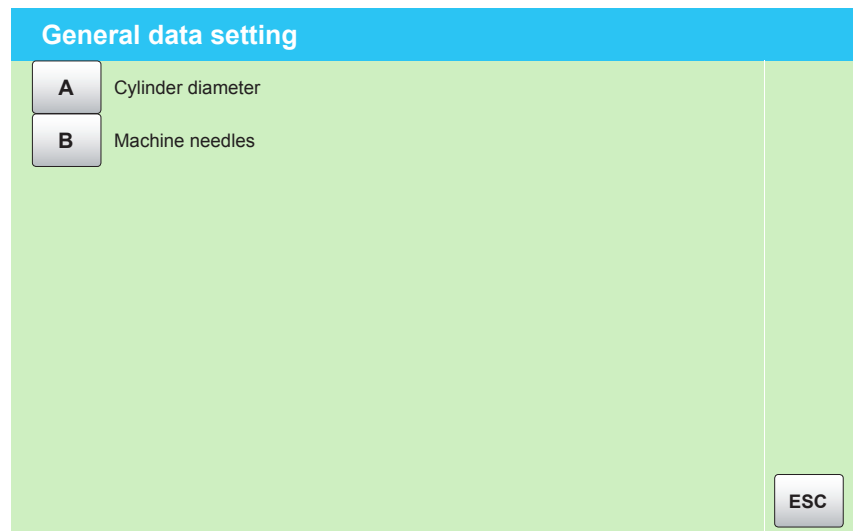 General data setting
A Cylinder diameter
B Machine needles
ESC